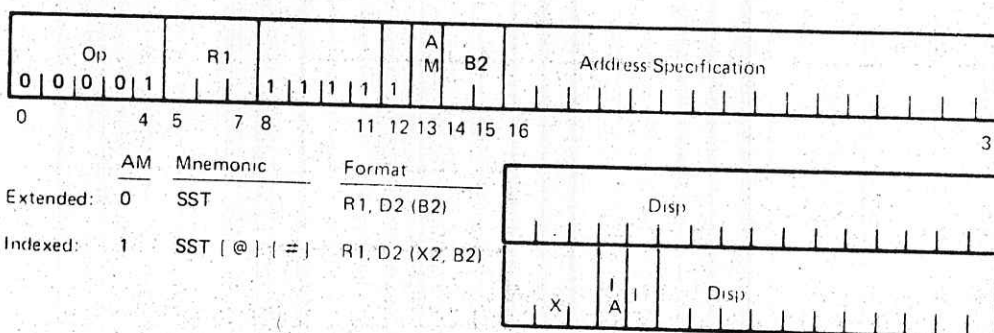 Op R1 A M B2 Address Specification
0 0 0 0 1 1 1 1 1 1
0 4 5 7 8 11 12 13 14 15 16 3
AM Mnemonic Format
Extended: 0 SST R1, D2 (B2)
Disp
Indexed: 1 SST [ @ ] [ # ] R1, D2 (X2, B2)
X I A I Disp